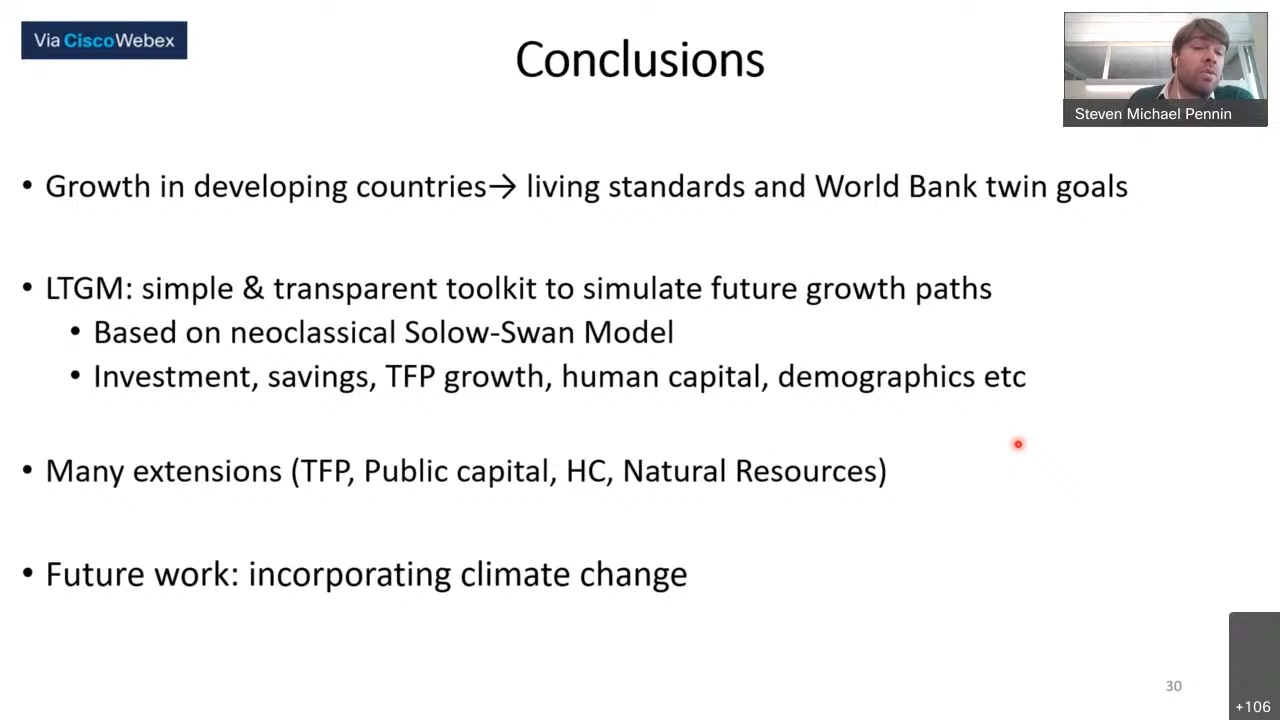 Via CiscoWebex
Conclusions
Steven Michael Pennin
• Growth in developing countries→ living standards and World Bank twin goals
• LTGM: simple & transparent toolkit to simulate future growth paths
• Based on neoclassical Solow-Swan Model
• Investment, savings, TFP growth, human capital, demographics etc
• Many extensions (TFP, Public capital, HC, Natural Resources)
• Future work: incorporating climate change
30
+106